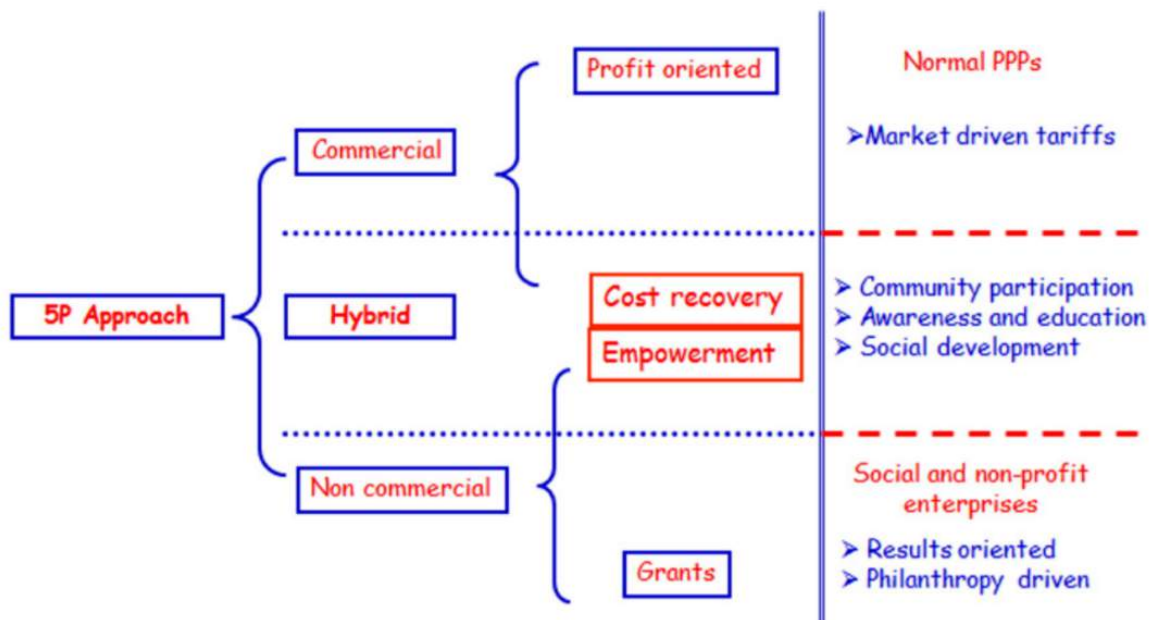 Profit oriented
Normal PPPs
Commercial
➢Market driven tariffs
5P Approach
Hybrid
Cost recovery
Empowerment
➢ Community participation
➢ Awareness and education
➢ Social development
Non commercial
Social and non-profit
enterprises
Grants
➢ Results oriented
➢ Philanthropy driven